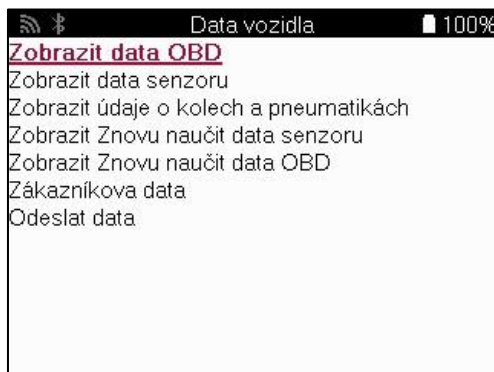 Data vozidla 100%
Zobrazit data OBD
Zobrazit data senzoru
Zobrazit údaje o kolech a pneumatikách
Zobrazit Znovu naučit data senzoru
Zobrazit Znovu naučit data OBD
Zákazníkova data
Odeslat data